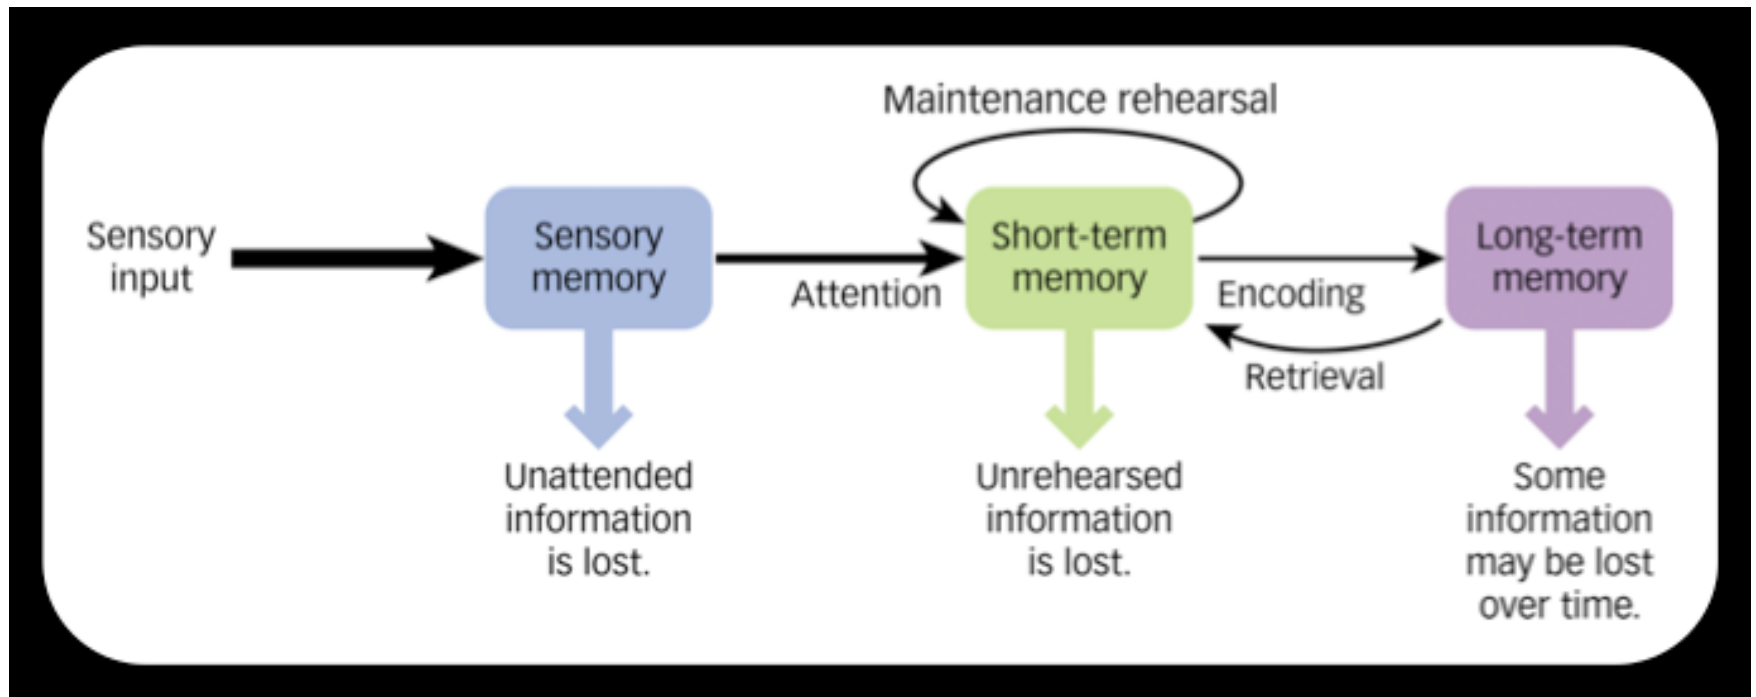 Maintenance rehearsal
Sensory
input
Sensory
memory
Attention
Short-term
memory
Encoding
Retrieval
Long-term
memory
Unattended
information
is lost.
Unrehearsed
information
is lost.
Some
information
may be lost
over time.